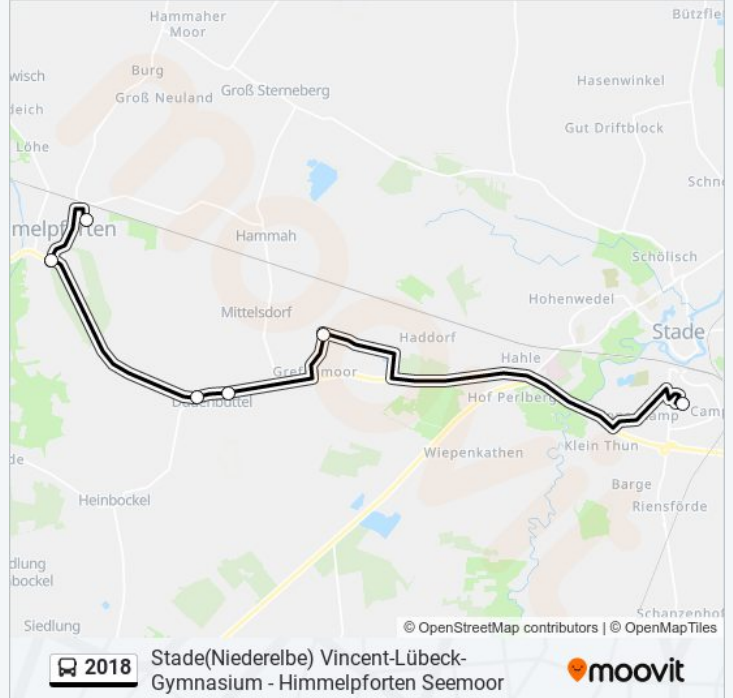 Hammaher
Moor
Bützfle
Burg
wisch
Groß Neuland
Groß Sterneberg
Hasenwinkel
deich
Gut Driftblock
Löhe
Schne
melpforten
Hammah
Schölisch
Hohenwedel
Mittelsdorf
Stade
Haddorf
Hahle
Hof Perlberg
Camp
Klein Thun
Wiepenkathen
Barge
de
Heinbockel
Riensförde
dlung
bockel
Siedlung
Schanzenhof
© OpenStreetMap contributors | © OpenMapTiles
2018
Stade(Niederelbe) Vincent-Lübeck-
Gymnasium - Himmelpforten Seemoor
moovit